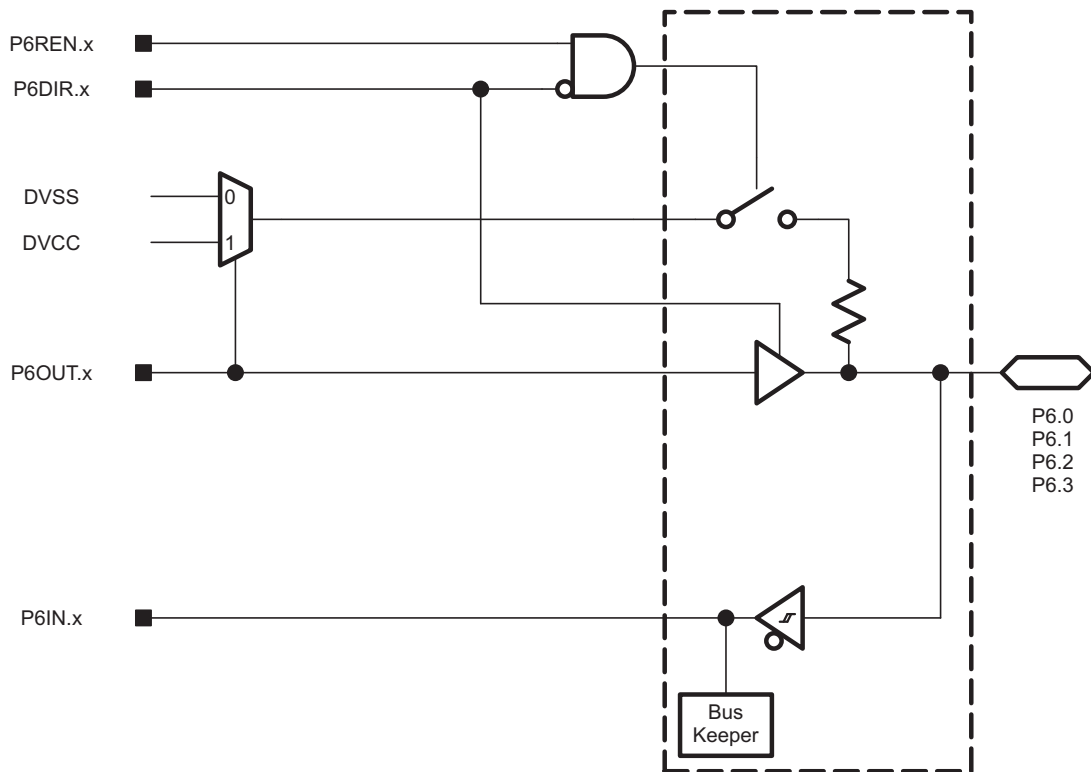 P6REN.x
P6DIR.x
DVSS
0
DVCC
1
P6OUT.x
P6.0
P6.1
P6.2
P6.3
P6IN.x
Bus
Keeper